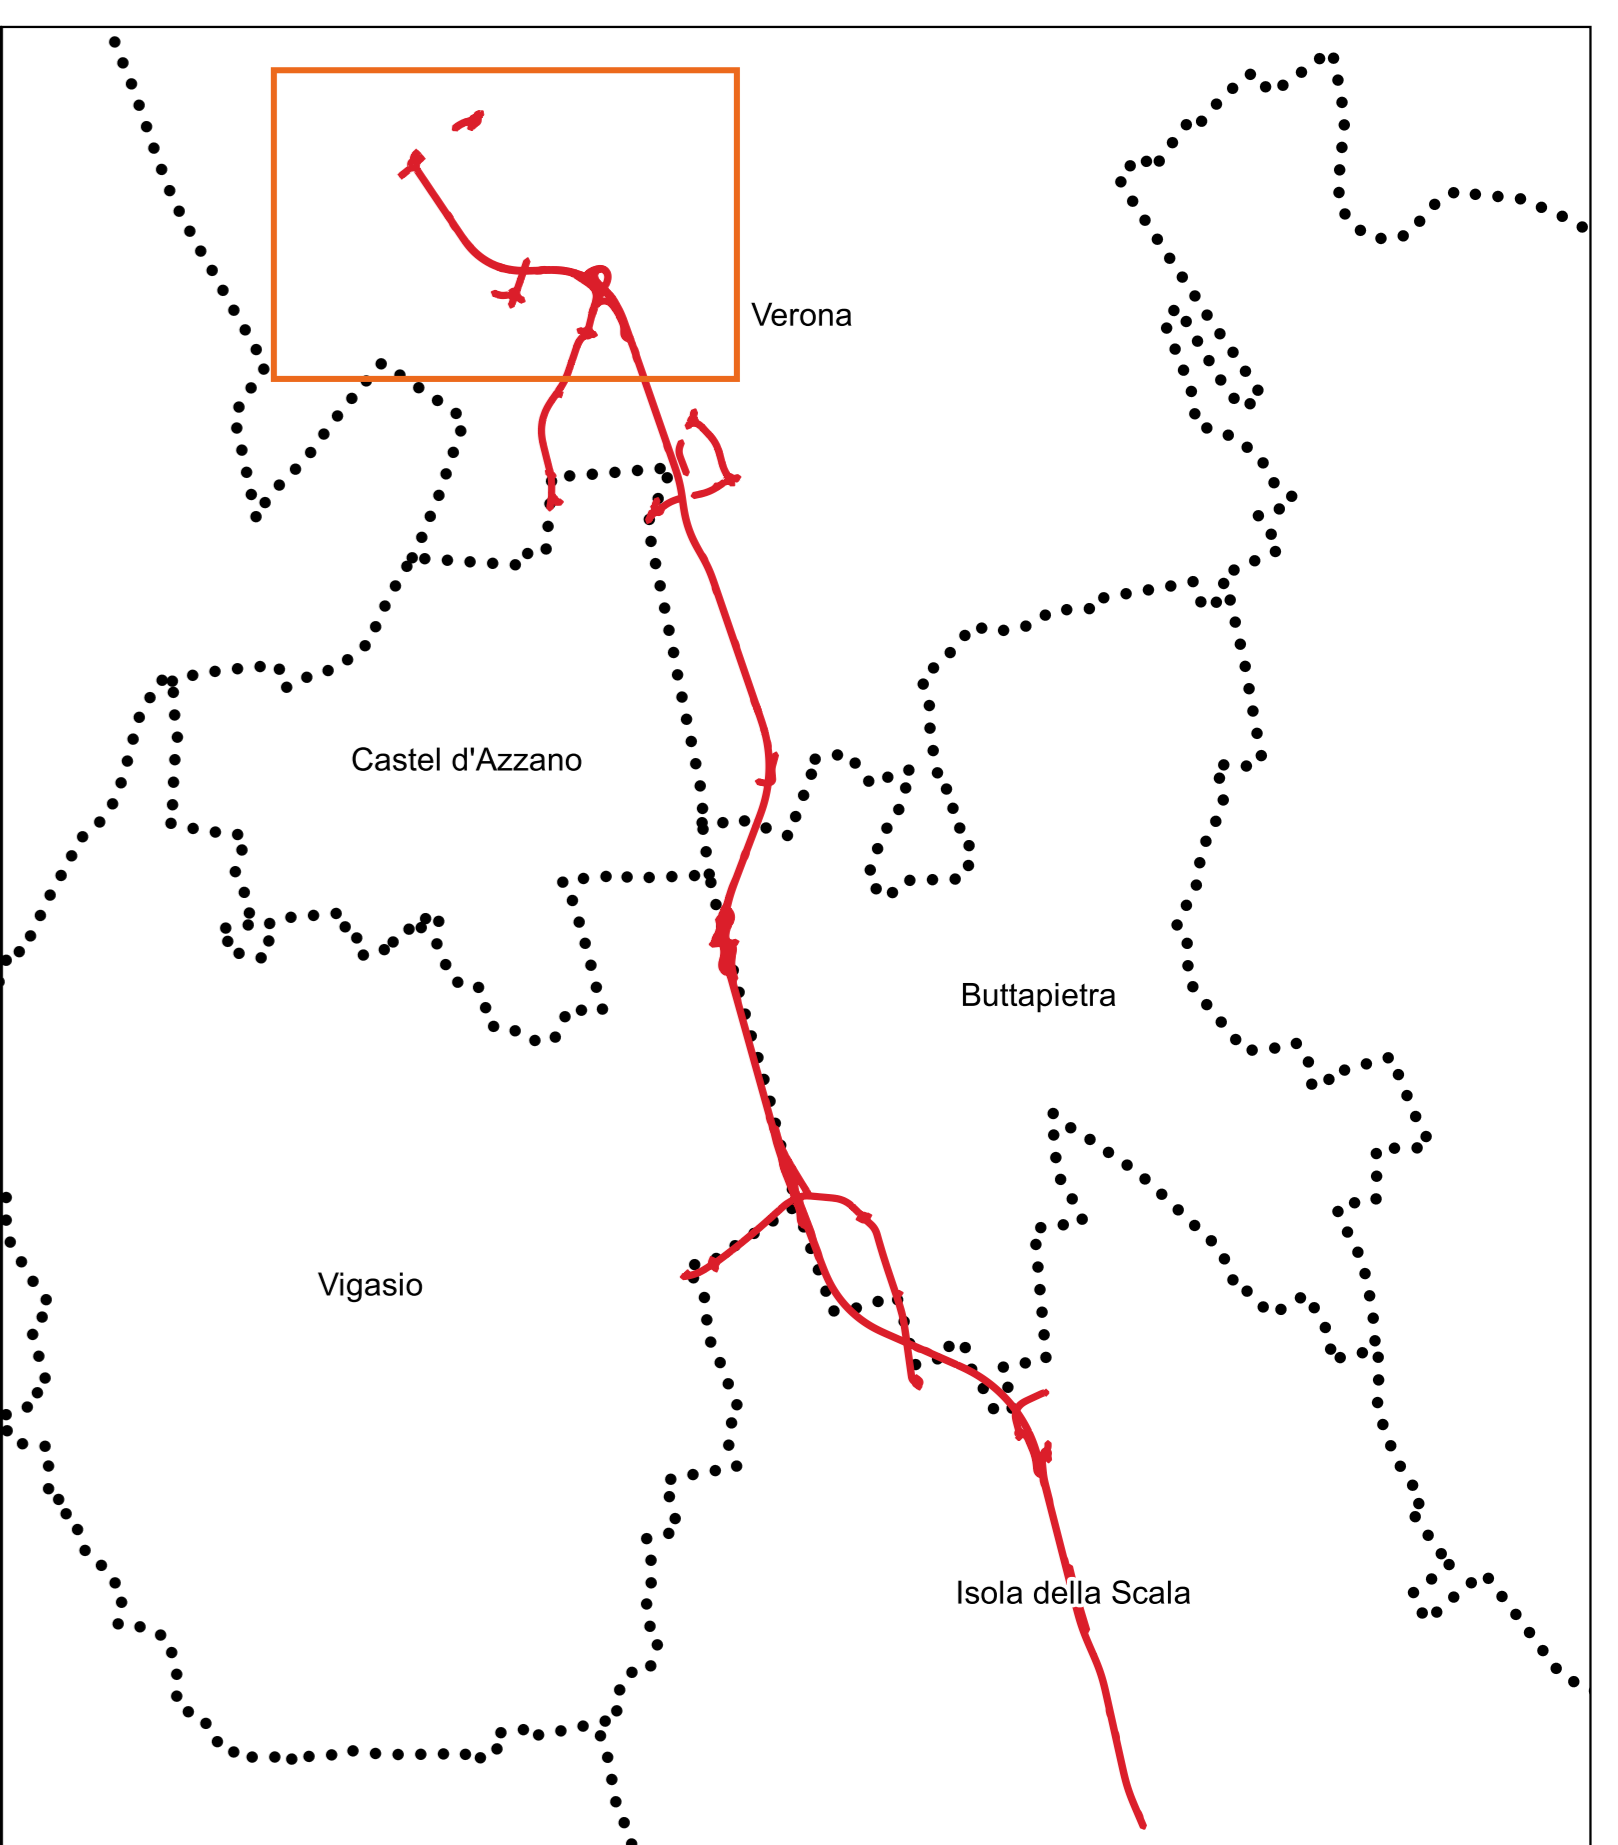 Verona
Castel d'Azzano
Buttapietra
Vigasio
Isola della Scala